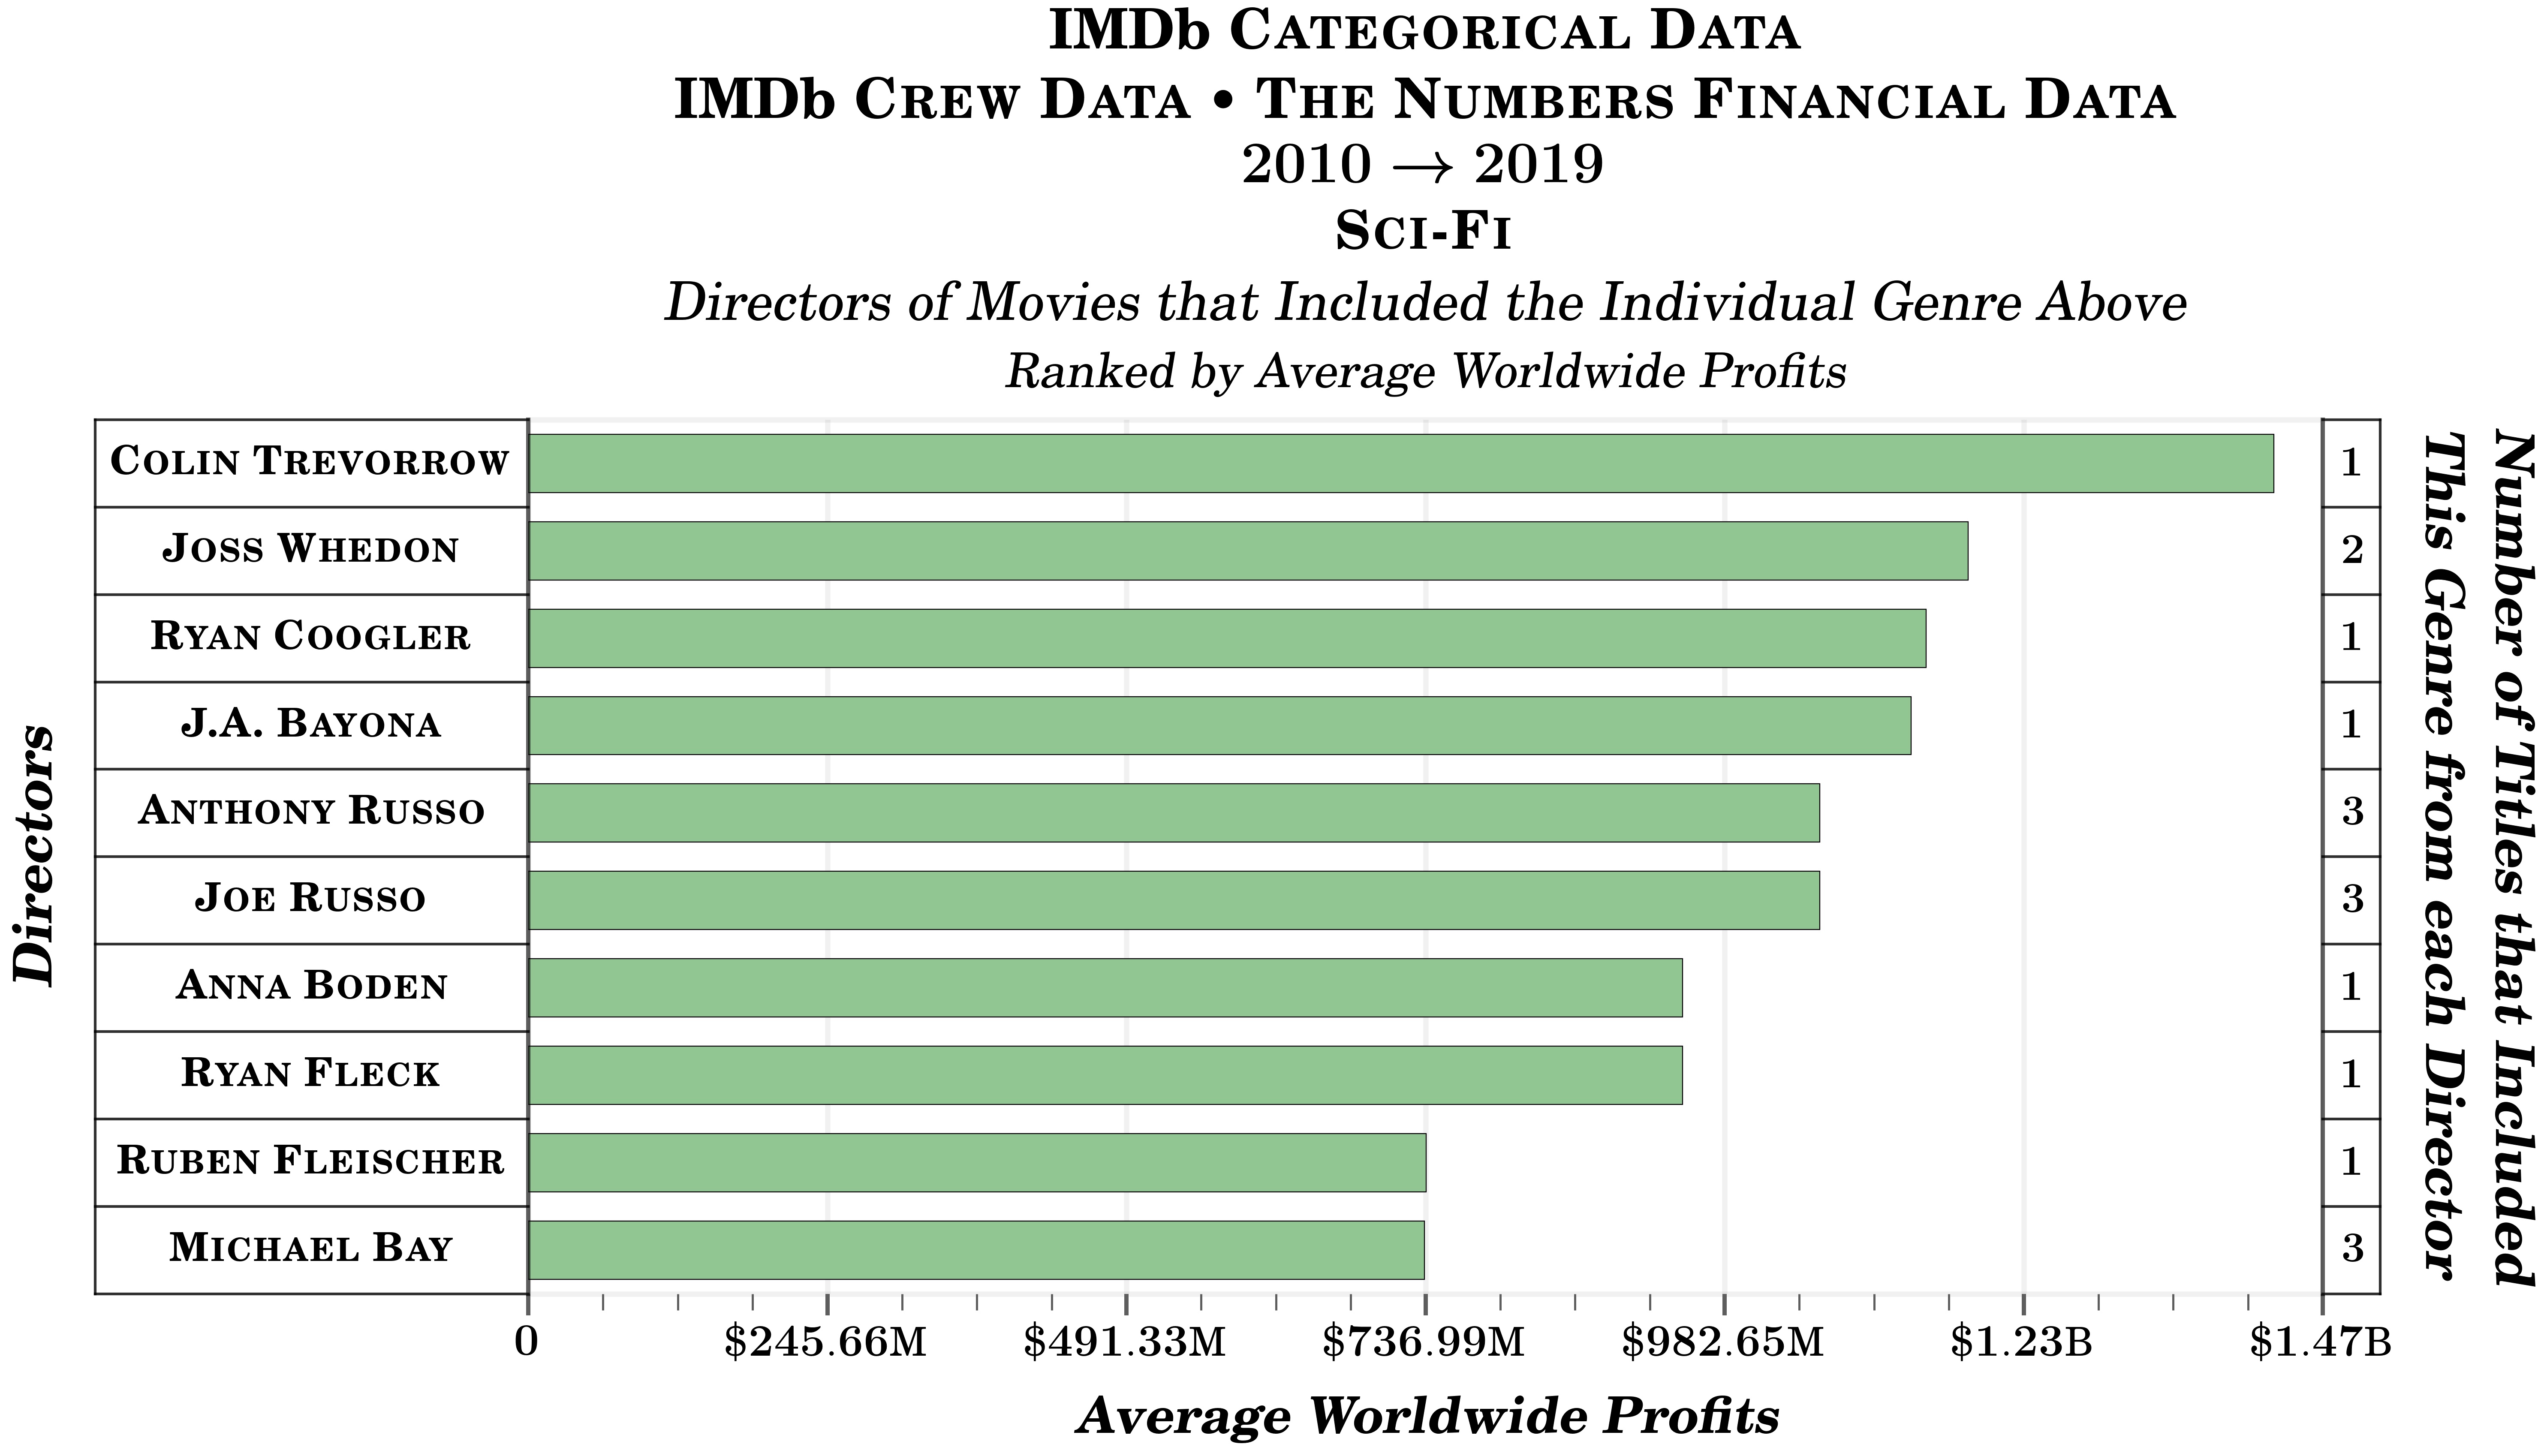 IMDb CATEGORICAL DATA
IMDb CREW DATA • THE NUMBERS FINANCIAL DATA
2010 → 2019
SCI-FI
Directors of Movies that Included the Individual Genre Above
Ranked by Average Worldwide Profits
Directors
COLIN TREVORROW 1
JOSS WHEDON 2
RYAN COOGLER 1
J.A. BAYONA 1
ANTHONY RUSSO 3
JOE RUSSO 3
ANNA BODEN 1
RYAN FLECK 1
RUBEN FLEISCHER 1
MICHAEL BAY 3
Number of Titles that Included
This Genre from each Director
0 $245.66M $491.33M $736.99M $982.65M $1.23B $1.47B
Average Worldwide Profits